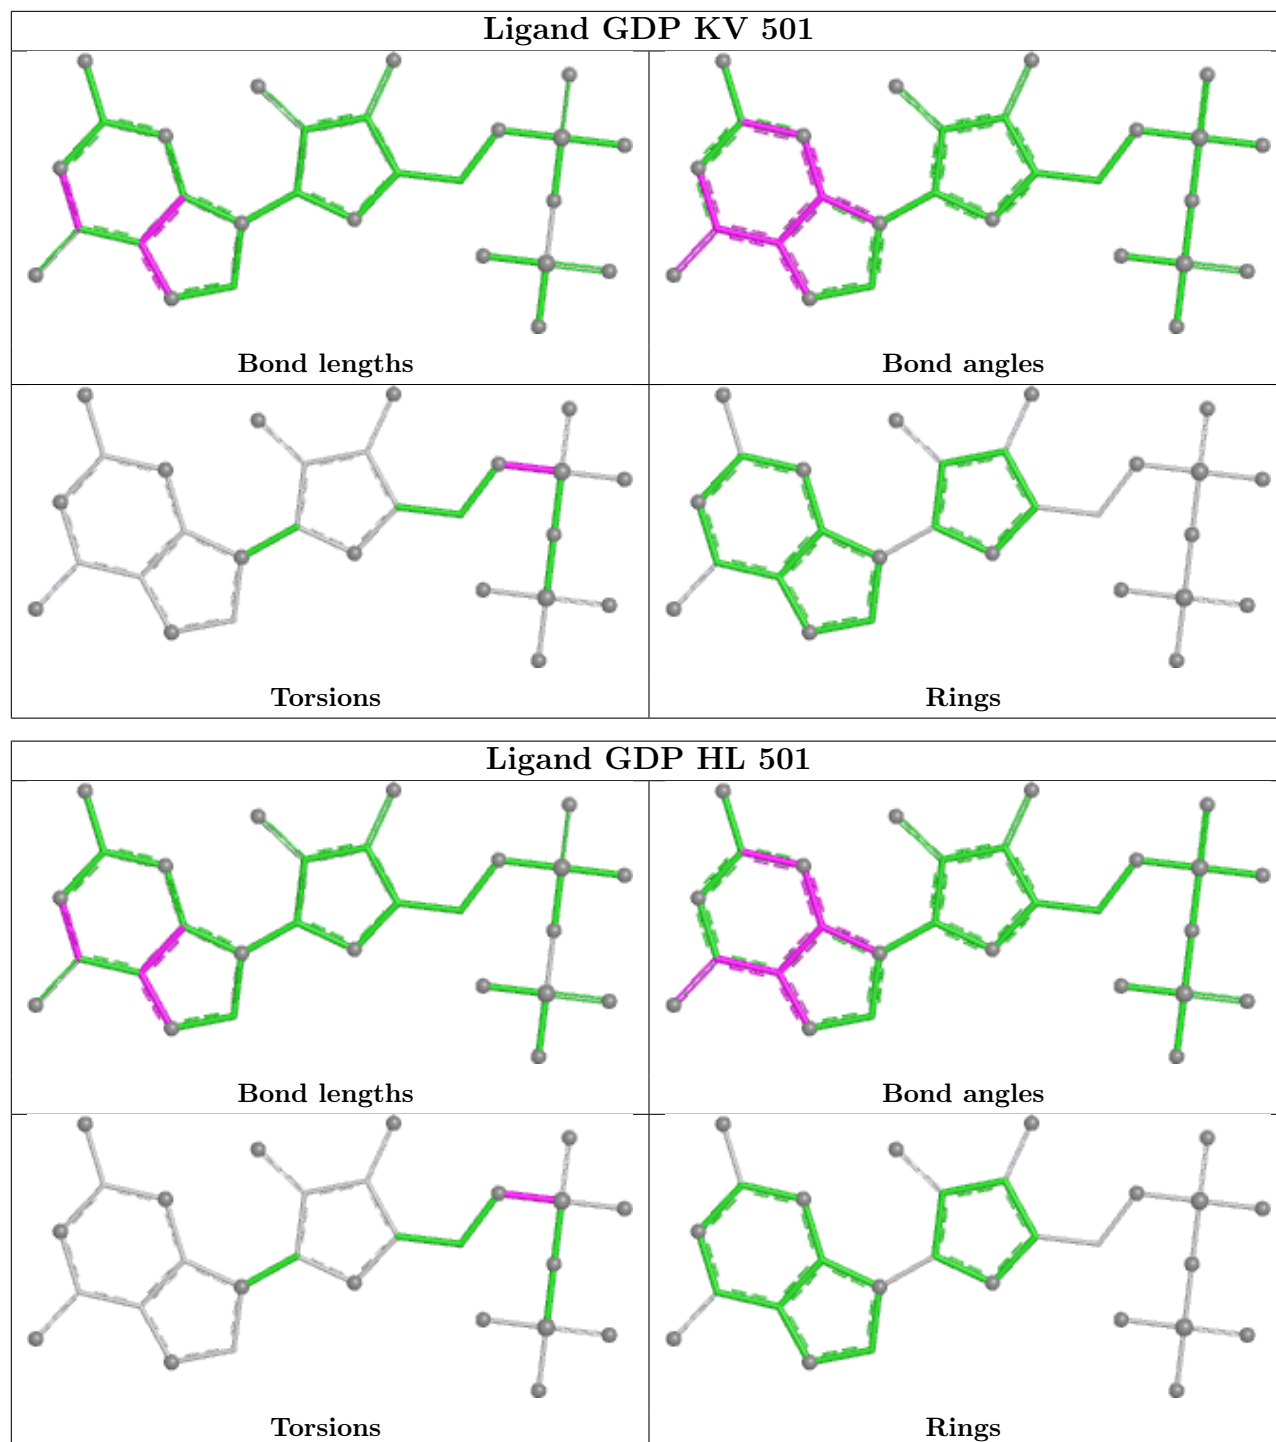 Ligand GDP KV 501
Bond lengths
Bond angles
Torsions
Rings
Ligand GDP HL 501
Bond lengths
Bond angles
Torsions
Rings